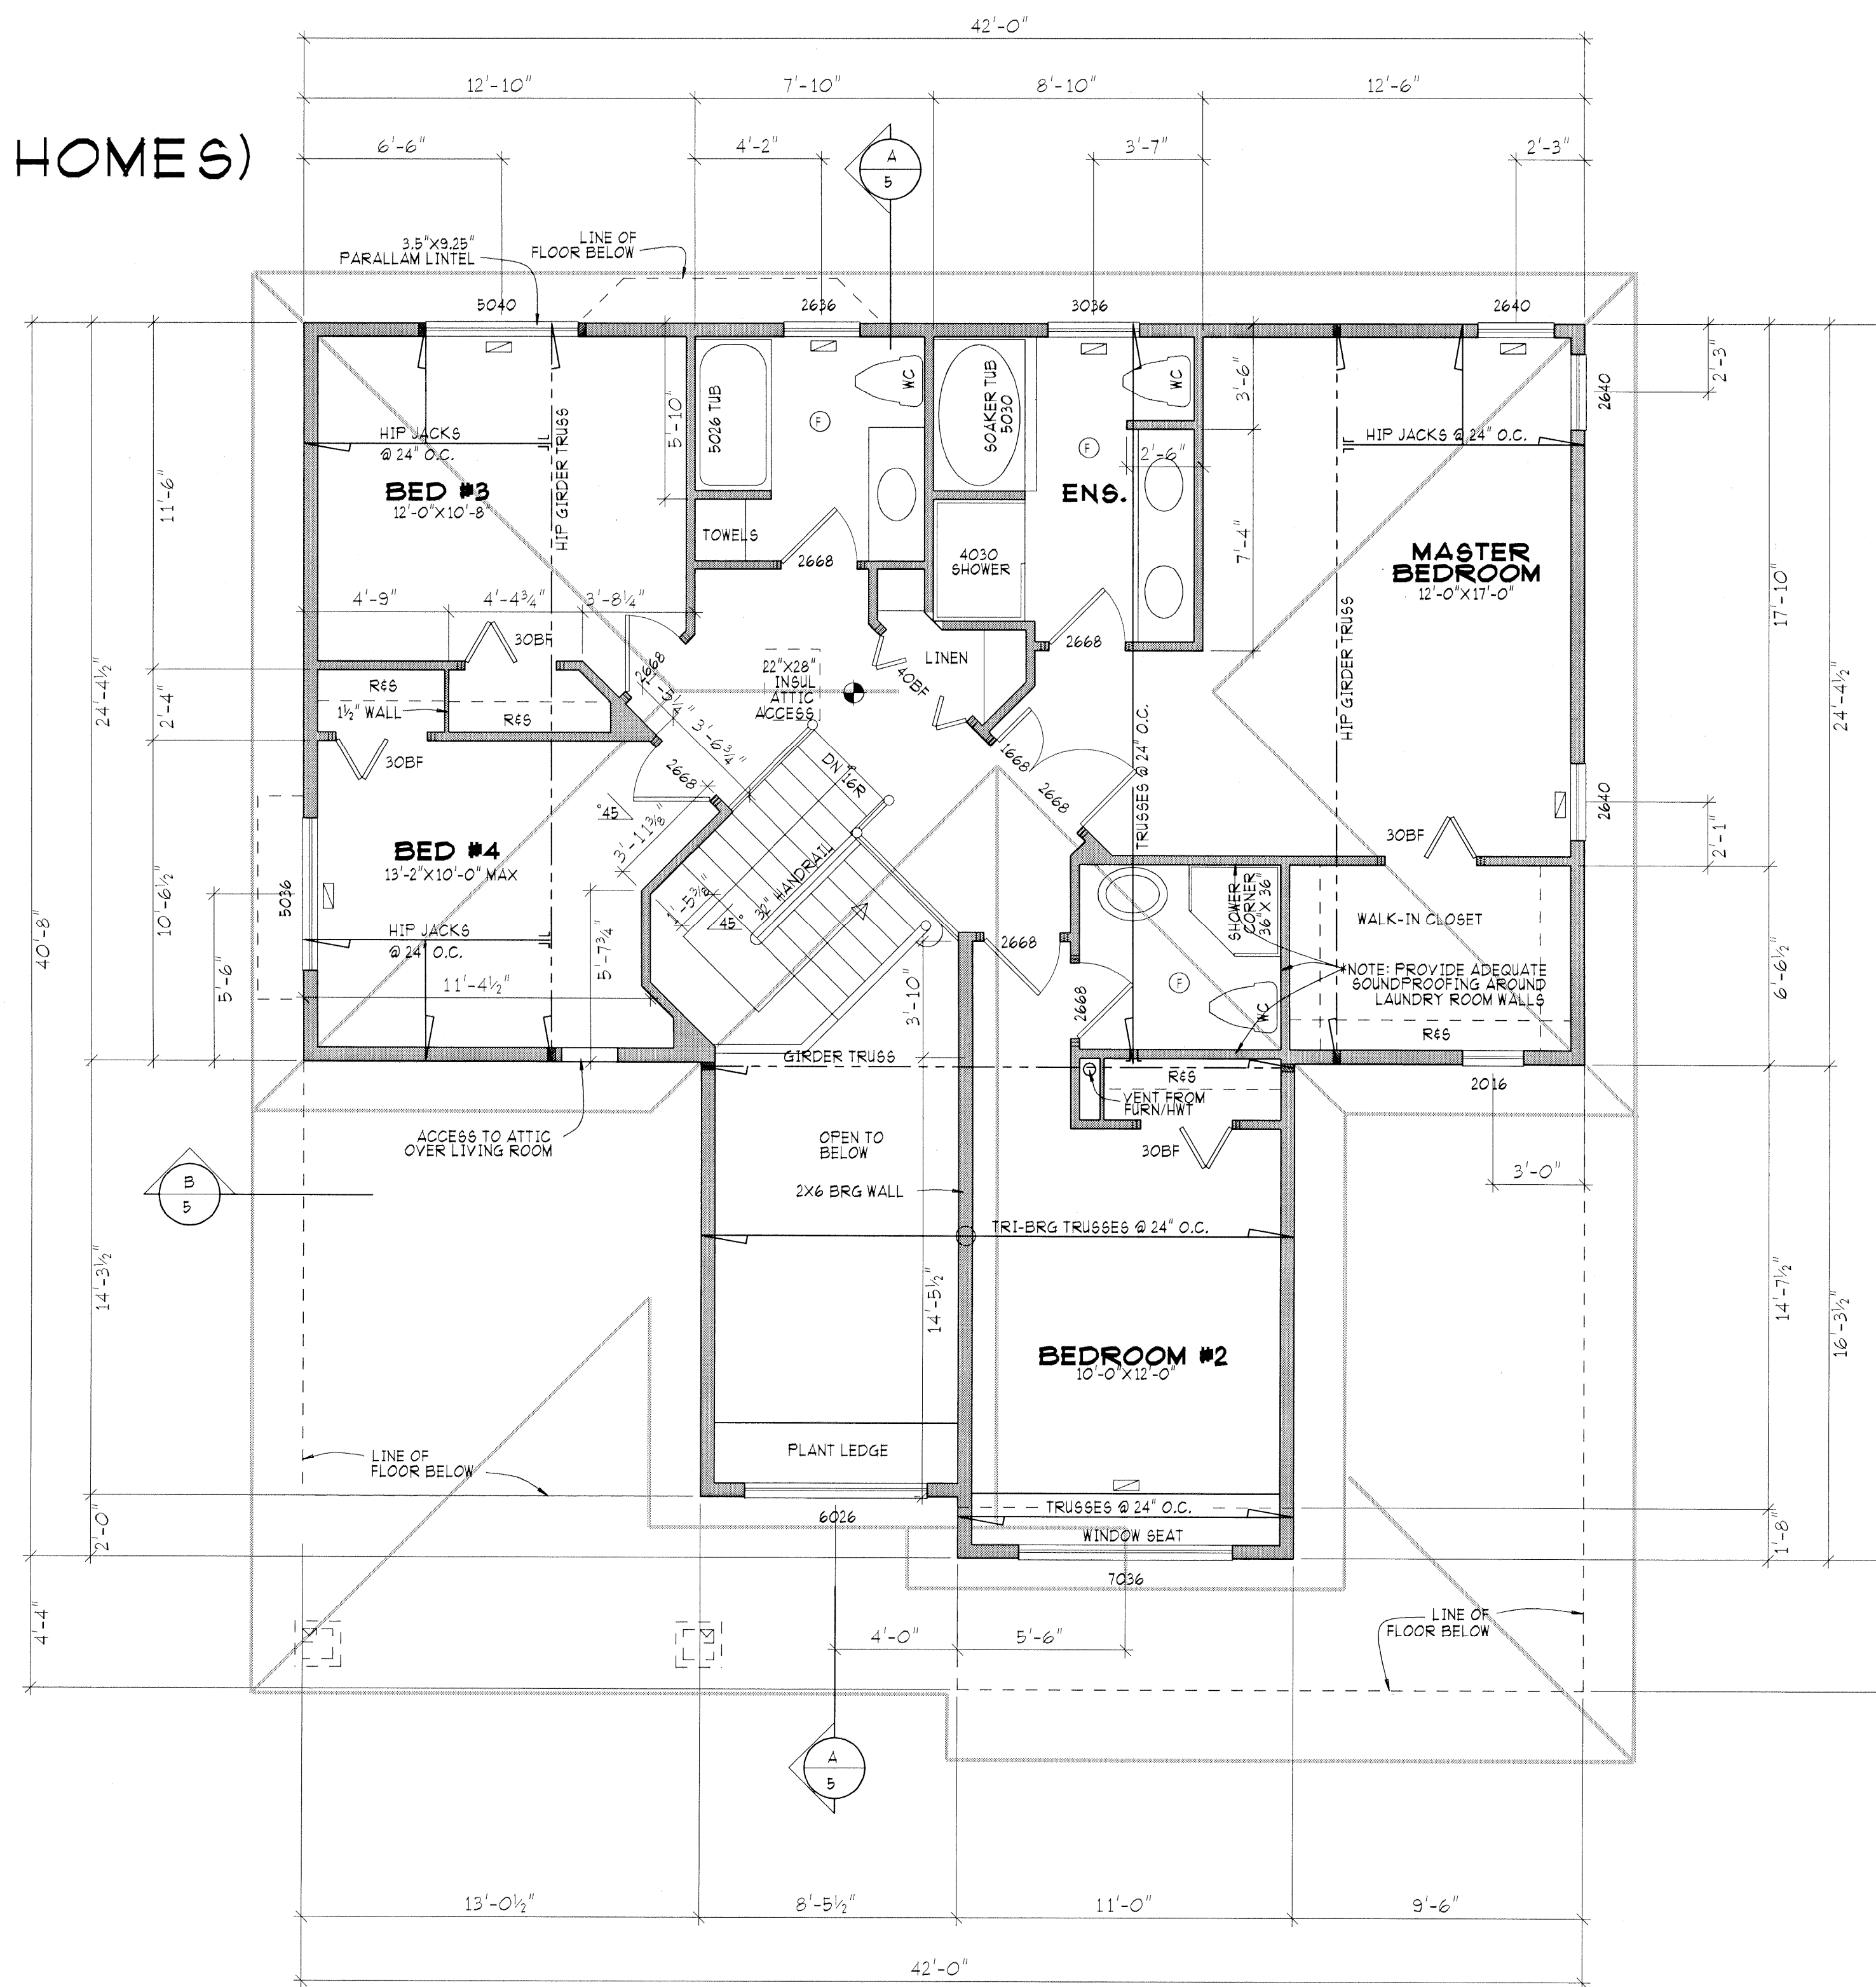 42'-0"
12'-10"
7'-10"
8'-10"
12'-6"
HOMES)
6'-6"
4'-2"
A
5
3'-7"
2'-3"
3.5"X9.25"
PARALLAM LINTEL
LINE OF
FLOOR BELOW
5040
2636
3036
2640
HIP JACKS
@ 24" O.C.
HIP GIRDER TRUSS
BED #3
12'-0"X10'-8"
5'-10"
5026 TUB
WC
F
TOWELS
2668
SOAKER TUB
5030
4030
SHOWER
F
ENS.
WC
2'-6"
3'-6"
7'-4"
2668
HIP JACKS @ 24" O.C.
MASTER
BEDROOM
12'-0"X17'-0"
HIP GIRDER TRUSS
2640
2'-3"
17'-10"
24'-4½"
11'-6"
2'-4"
24'-4½"
10'-6½"
40'-8"
4'-9"
4'-4¾"
3'-8¼"
30BF
R&S
1½" WALL
R&S
30BF
2668
1'-5¼"
3'-6¾"
22"X28"
INSUL
ATTIC
ACCESS
LINEN
40BF
1668
2668
TRUSSES @ 24" O.C.
DN 16R
2668
45°
3'-11⅜"
1'-5⅜"
45°
32" HANDRAIL
BED #4
13'-2"X10'-0" MAX
5036
HIP JACKS
@ 24" O.C.
5'-6"
11'-4½"
5'-7¾"
30BF
2640
2'-1"
SHOWER
CORNER
36"X 36"
WALK-IN CLOSET
*NOTE: PROVIDE ADEQUATE
SOUNDPROOFING AROUND
LAUNDRY ROOM WALLS
R&S
6'-6½"
2668
2668
F
WC
3'-10"
GIRDER TRUSS
R&S
VENT FROM
FURN/HWT
30BF
2016
3'-0"
ACCESS TO ATTIC
OVER LIVING ROOM
OPEN TO
BELOW
2X6 BRG WALL
B
5
TRI-BRG TRUSSES @ 24" O.C.
14'-3½"
14'-5½"
14'-7½"
16'-3½"
BEDROOM #2
10'-0"X12'-0"
PLANT LEDGE
LINE OF
FLOOR BELOW
TRUSSES @ 24" O.C.
WINDOW SEAT
6026
7036
2'-0"
1'-8"
4'-4"
4'-0"
5'-6"
LINE OF
FLOOR BELOW
A
5
13'-0½"
8'-5½"
11'-0"
9'-6"
42'-0"